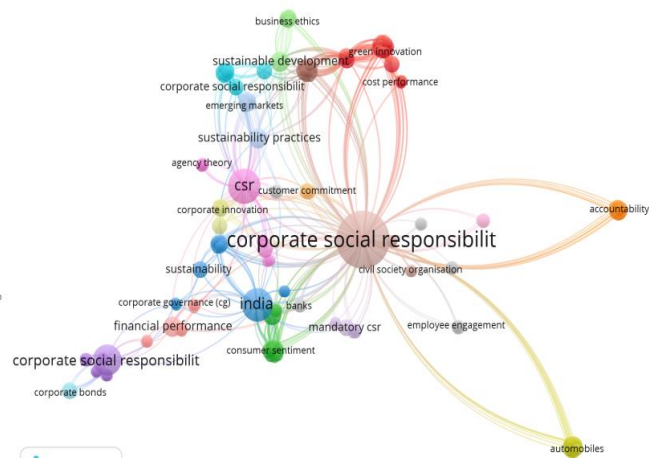 business ethics
green innovation
sustainable development
cost performance
corporate social responsibilit
emerging markets
sustainability practices
agency theory
csr
customer commitment
corporate innovation
accountability
corporate social responsibilit
civil society organisation
sustainability
corporate governance (cg)
india
banks
financial performance
mandatory csr
employee engagement
consumer sentiment
corporate social responsibilit
corporate bonds
automobiles